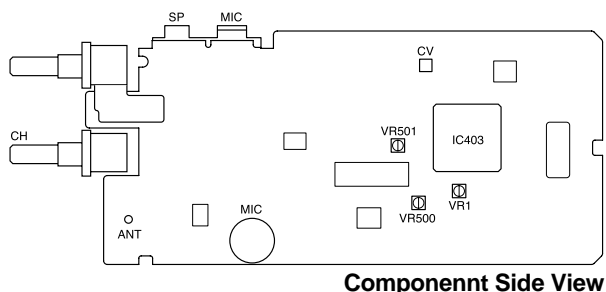 SP
MIC
CV
CH
VR501
IC403
MIC
VR500
VR1
ANT
Componennt Side View